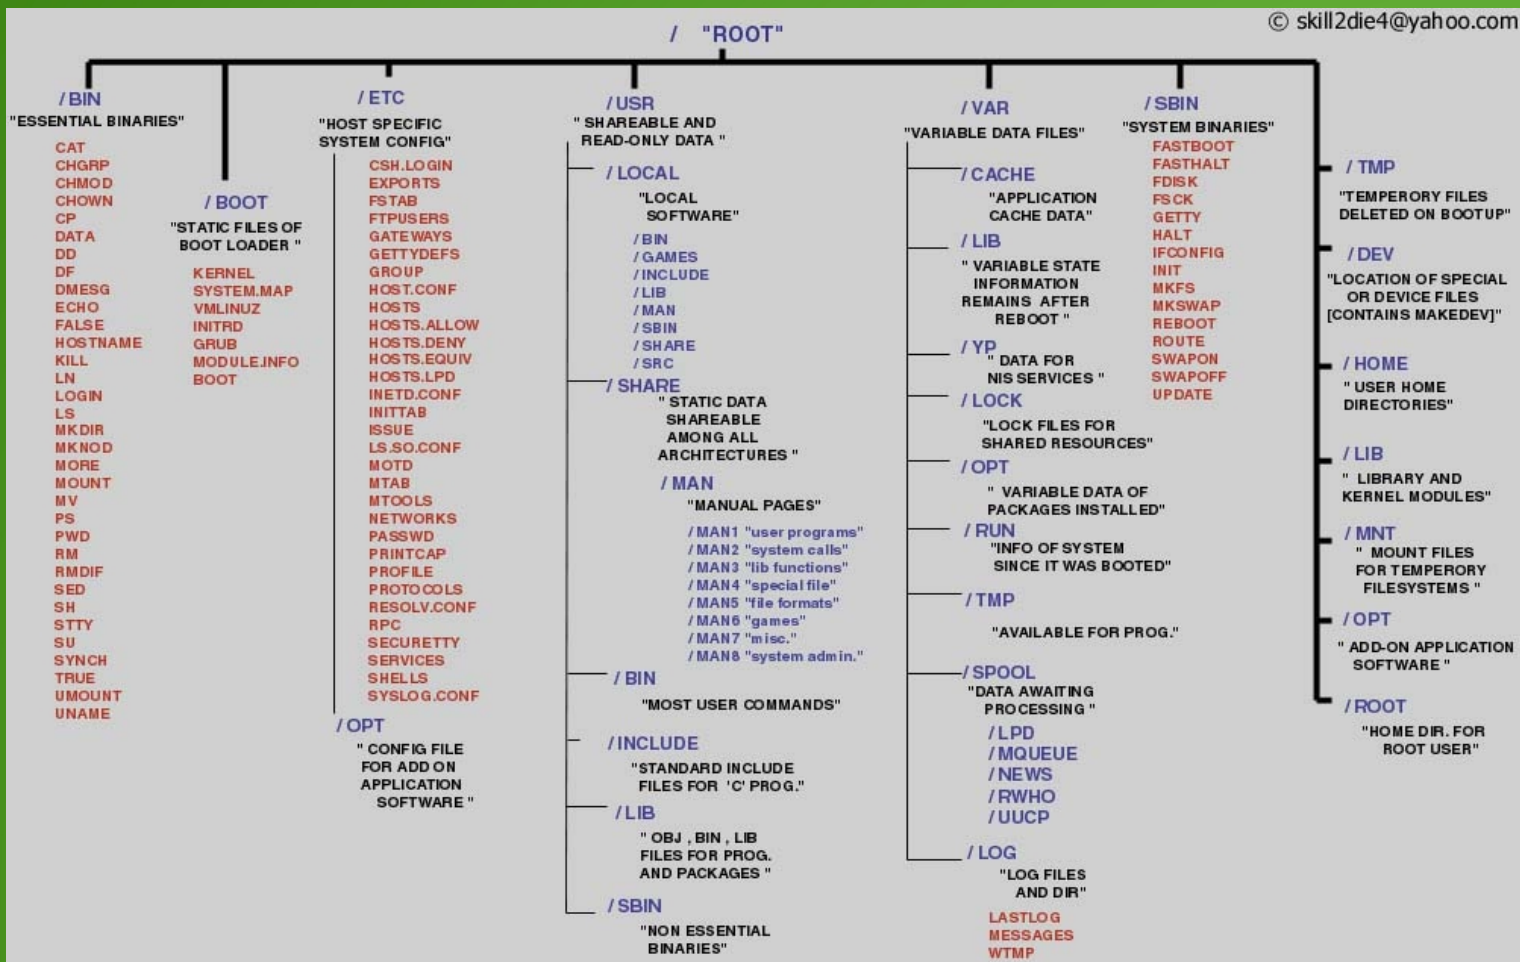 © skill2die4@yahoo.com
/ "ROOT"
/BIN
"ESSENTIAL BINARIES"
CAT
CHGRP
CHMOD
CHOWN
CP
DATA
DD
DF
DMESG
ECHO
FALSE
HOSTNAME
KILL
LN
LOGIN
LS
MKDIR
MKNOD
MORE
MOUNT
MV
PS
PWD
RM
RMDIF
SED
SH
STTY
SU
SYNCH
TRUE
UMOUNT
UNAME
/BOOT
"STATIC FILES OF
BOOT LOADER "
KERNEL
SYSTEM.MAP
VMLINUZ
INITRD
GRUB
MODULE.INFO
BOOT
/ETC
"HOST SPECIFIC
SYSTEM CONFIG"
CSH.LOGIN
EXPORTS
FSTAB
FTPUSERS
GATEWAYS
GETTYDEFS
GROUP
HOST.CONF
HOSTS
HOSTS.ALLOW
HOSTS.DENY
HOSTS.EQUIV
HOSTS.LPD
INETD.CONF
INITTAB
ISSUE
LS.SO.CONF
MOTD
MTAB
MTOOLS
NETWORKS
PASSWD
PRINTCAP
PROFILE
PROTOCOLS
RESOLV.CONF
RPC
SECURETTY
SERVICES
SHELLS
SYSLOG.CONF
/OPT
" CONFIG FILE
FOR ADD ON
APPLICATION
SOFTWARE "
/USR
" SHAREABLE AND
READ-ONLY DATA "
/LOCAL
"LOCAL
SOFTWARE"
/BIN
/GAMES
/INCLUDE
/LIB
/MAN
/SBIN
/SHARE
/SRC
/SHARE
" STATIC DATA
SHAREABLE
AMONG ALL
ARCHITECTURES "
/MAN
"MANUAL PAGES"
/MAN1 "user programs"
/MAN2 "system calls"
/MAN3 "lib functions"
/MAN4 "special file"
/MAN5 "file formats"
/MAN6 "games"
/MAN7 "misc."
/MAN8 "system admin."
/BIN
"MOST USER COMMANDS"
/INCLUDE
"STANDARD INCLUDE
FILES FOR 'C' PROG."
/LIB
" OBJ , BIN , LIB
FILES FOR PROG.
AND PACKAGES "
/SBIN
"NON ESSENTIAL
BINARIES"
/VAR
"VARIABLE DATA FILES"
/CACHE
"APPLICATION
CACHE DATA"
/LIB
" VARIABLE STATE
INFORMATION
REMAINS AFTER
REBOOT "
/YP
" DATA FOR
NIS SERVICES "
/LOCK
"LOCK FILES FOR
SHARED RESOURCES"
/OPT
" VARIABLE DATA OF
PACKAGES INSTALLED"
/RUN
"INFO OF SYSTEM
SINCE IT WAS BOOTED"
/TMP
"AVAILABLE FOR PROG."
/SPOOL
"DATA AWAITING
PROCESSING "
/LPD
/MQUEUE
/NEWS
/RWHO
/UUCP
/LOG
"LOG FILES
AND DIR"
LASTLOG
MESSAGES
WTMP
/SBIN
"SYSTEM BINARIES"
FASTBOOT
FASTHALT
FDISK
FSCK
GETTY
HALT
IFCONFIG
INIT
MKFS
MKSWAP
REBOOT
ROUTE
SWAPON
SWAPOFF
UPDATE
/TMP
"TEMPERORY FILES
DELETED ON BOOTUP"
/DEV
"LOCATION OF SPECIAL
OR DEVICE FILES
[CONTAINS MAKEDEV]"
/HOME
" USER HOME
DIRECTORIES"
/LIB
" LIBRARY AND
KERNEL MODULES"
/MNT
" MOUNT FILES
FOR TEMPERORY
FILESYSTEMS "
/OPT
" ADD-ON APPLICATION
SOFTWARE "
/ROOT
"HOME DIR. FOR
ROOT USER"